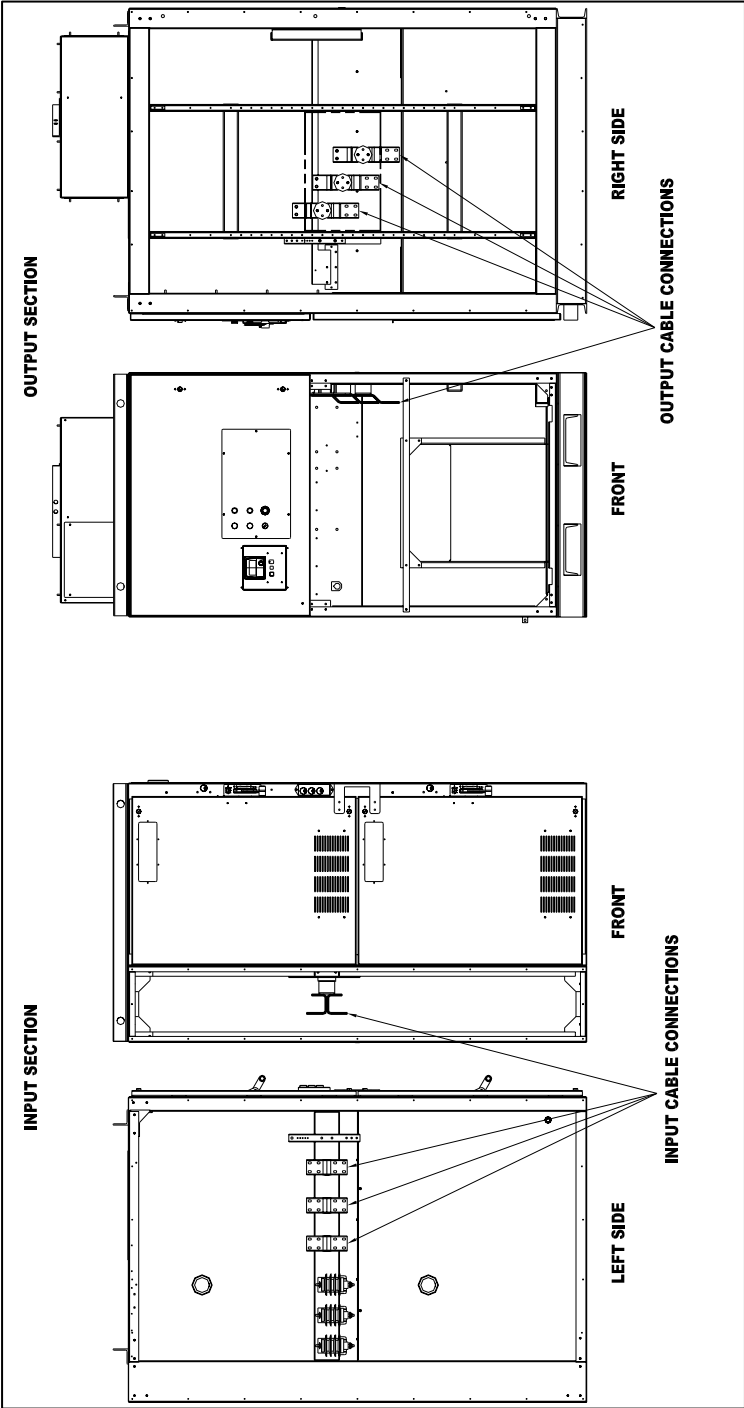 INPUT SECTION
OUTPUT SECTION
LEFT SIDE
FRONT
FRONT
RIGHT SIDE
INPUT CABLE CONNECTIONS
OUTPUT CABLE CONNECTIONS